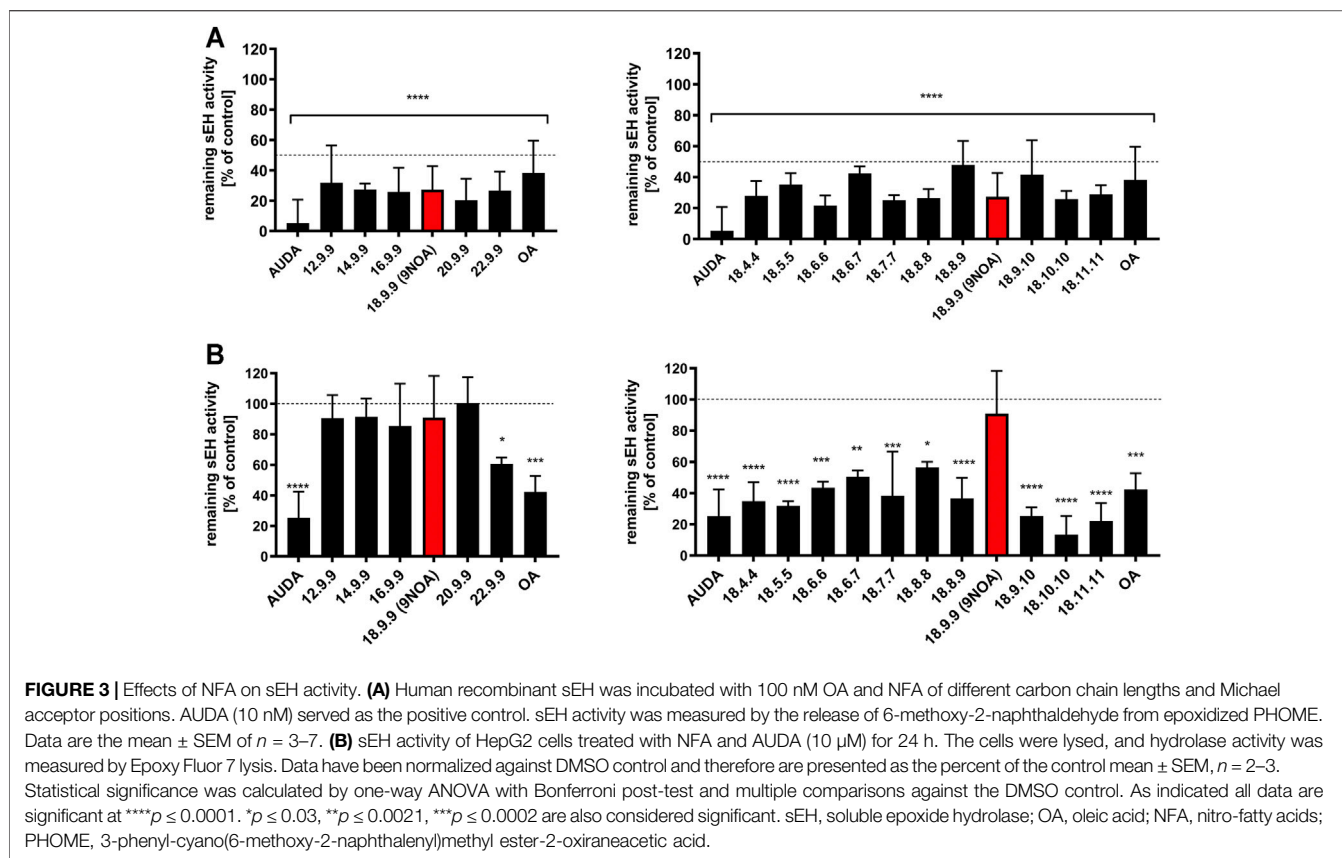 A
remaining sEH activity
[% of control]
120
100
80
60
40
20
0
****
AUDA
12.9.9
14.9.9
16.9.9
18.9.9 (9NOA)
20.9.9
22.9.9
OA
remaining sEH activity
[% of control]
120
100
80
60
40
20
0
****
AUDA
18.4.4
18.5.5
18.6.6
18.6.7
18.7.7
18.8.8
18.8.9
18.9.9 (9NOA)
18.9.10
18.10.10
18.11.11
OA
B
remaining sEH activity
[% of control]
120
100
80
60
40
20
0
****
*
***
AUDA
12.9.9
14.9.9
16.9.9
18.9.9 (9NOA)
20.9.9
22.9.9
OA
remaining sEH activity
[% of control]
120
100
80
60
40
20
0
****
****
****
***
**
***
*
****
****
****
****
***
AUDA
18.4.4
18.5.5
18.6.6
18.6.7
18.7.7
18.8.8
18.8.9
18.9.9 (9NOA)
18.9.10
18.10.10
18.11.11
OA
FIGURE 3 | Effects of NFA on sEH activity. (A) Human recombinant sEH was incubated with 100 nM OA and NFA of different carbon chain lengths and Michael
acceptor positions. AUDA (10 nM) served as the positive control. sEH activity was measured by the release of 6-methoxy-2-naphthaldehyde from epoxidized PHOME.
Data are the mean ± SEM of n = 3–7. (B) sEH activity of HepG2 cells treated with NFA and AUDA (10 μM) for 24 h. The cells were lysed, and hydrolase activity was
measured by Epoxy Fluor 7 lysis. Data have been normalized against DMSO control and therefore are presented as the percent of the control mean ± SEM, n = 2–3.
Statistical significance was calculated by one-way ANOVA with Bonferroni post-test and multiple comparisons against the DMSO control. As indicated all data are
significant at ****p ≤ 0.0001. *p ≤ 0.03, **p ≤ 0.0021, ***p ≤ 0.0002 are also considered significant. sEH, soluble epoxide hydrolase; OA, oleic acid; NFA, nitro-fatty acids;
PHOME, 3-phenyl-cyano(6-methoxy-2-naphthalenyl)methyl ester-2-oxiraneacetic acid.